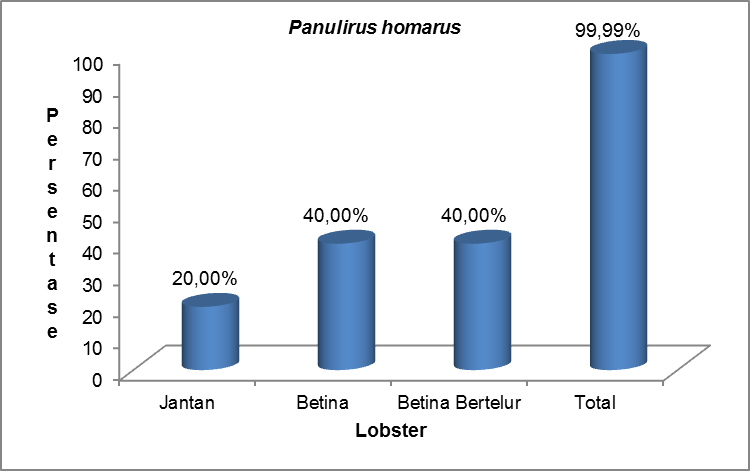 Panulirus homarus
99,99%
40,00%
40,00%
20,00%
100
90
80
70
60
50
40
30
20
10
0
Persentase
Jantan
Betina
Betina Bertelur
Total
Lobster